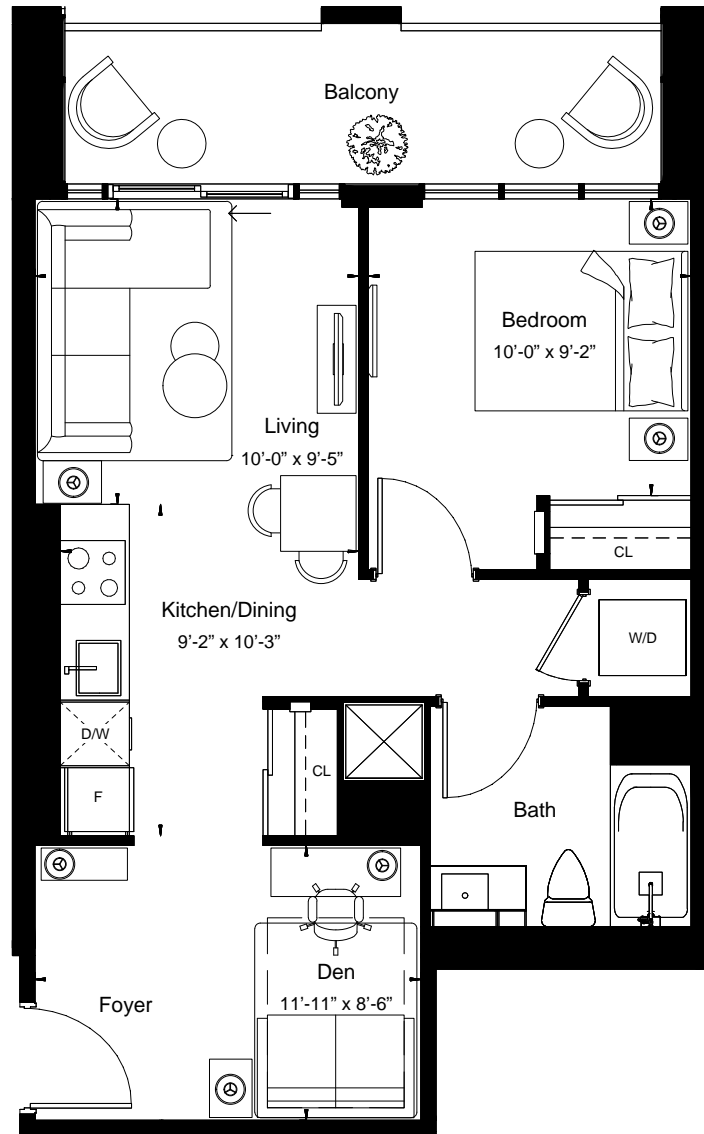 Balcony
Bedroom
10’-0” x 9’-2”
Living
10’-0” x 9’-5”
CL
Kitchen/Dining
9’-2” x 10’-3”
W/D
D/W
CL
F
Bath
Den
11’-11” x 8’-6”
Foyer